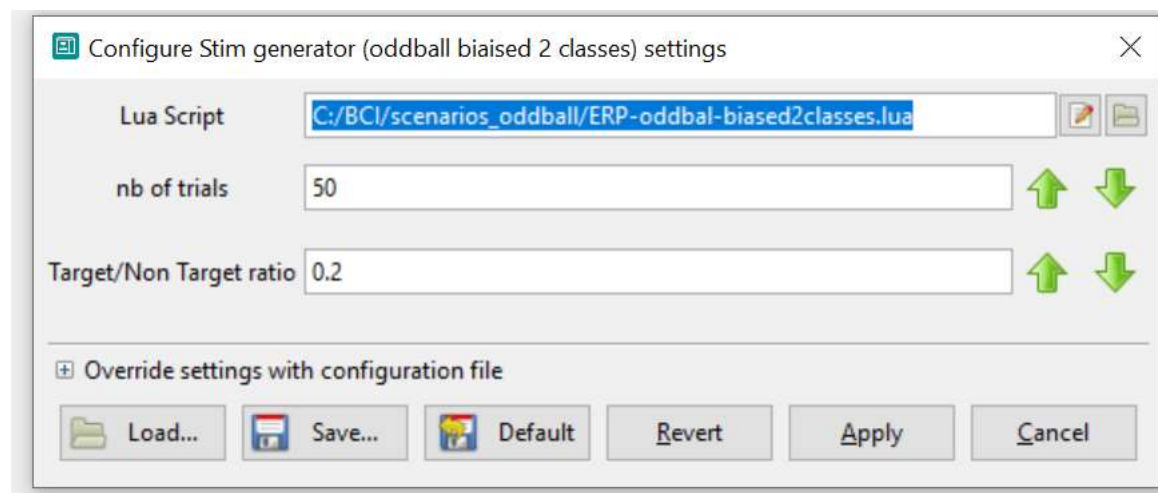 Configure Stim generator (oddball biaised 2 classes) settings
Lua Script C:/BCI/scenarios_oddball/ERP-oddbal-biased2classes.lua
nb of trials 50
Target/Non Target ratio 0.2
Override settings with configuration file
Load... Save... Default Revert Apply Cancel